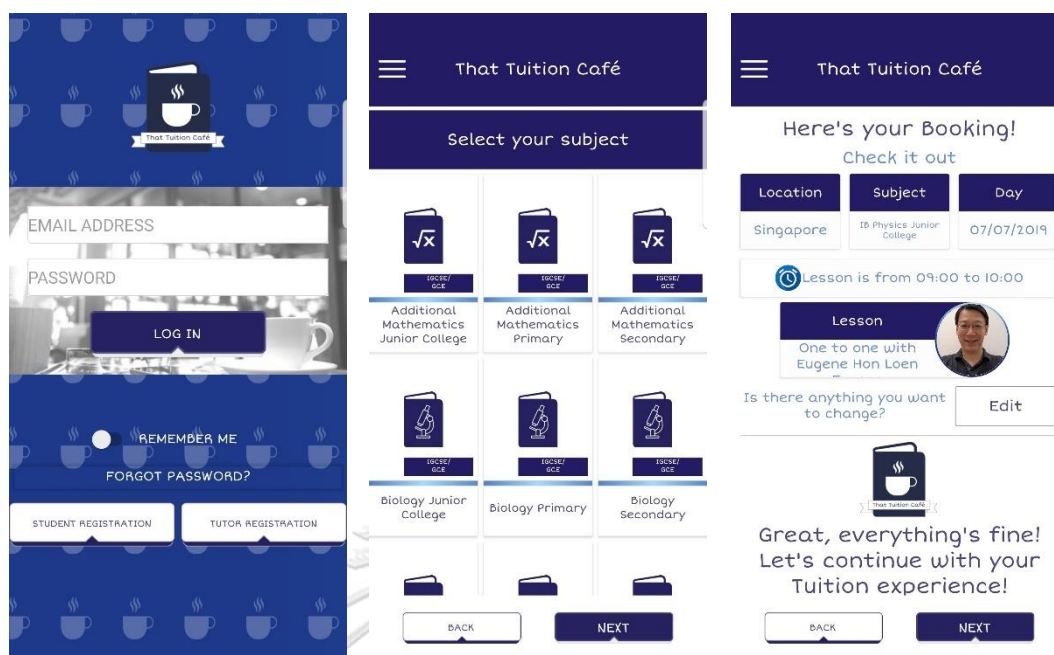 That Tuition Café
EMAIL ADDRESS
PASSWORD
LOG IN
REMEMBER ME
FORGOT PASSWORD?
STUDENT REGISTRATION
TUTOR REGISTRATION
That Tuition Café
Select your subject
√x
√x
√x
IGCSE/
GCE
IGCSE/
GCE
IGCSE/
GCE
Additional
Mathematics
Junior College
Additional
Mathematics
Primary
Additional
Mathematics
Secondary
IGCSE/
GCE
IGCSE/
GCE
IGCSE/
GCE
Biology Junior
College
Biology Primary
Biology
Secondary
BACK
NEXT
That Tuition Café
Here's your Booking!
Check it out
Location
Subject
Day
Singapore
IB Physics Junior
College
07/07/2019
Lesson is from 09:00 to 10:00
Lesson
One to one with
Eugene Hon Loen
Is there anything you want
to change?
Edit
That Tuition Café
Great, everything's fine!
Let's continue with your
Tuition experience!
BACK
NEXT